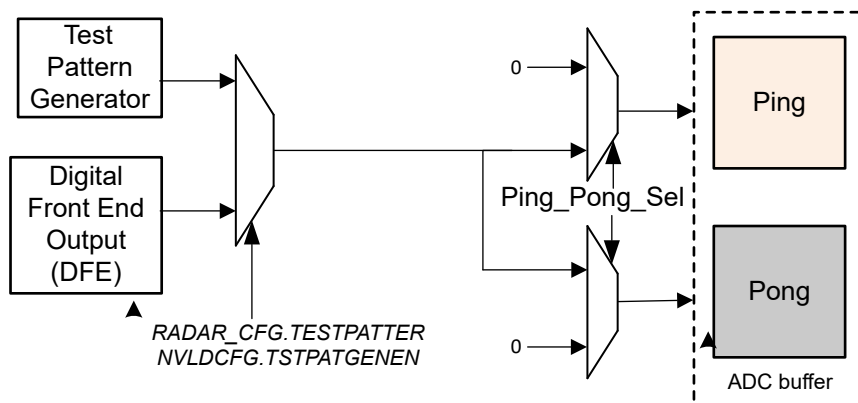 Test
Pattern
Generator
Digital
Front End
Output
(DFE)
RADAR_CFG.TESTPATTER
NVLDCFG.TSTPATGENEN
0
Ping_Pong_Sel
0
Ping
Pong
ADC buffer